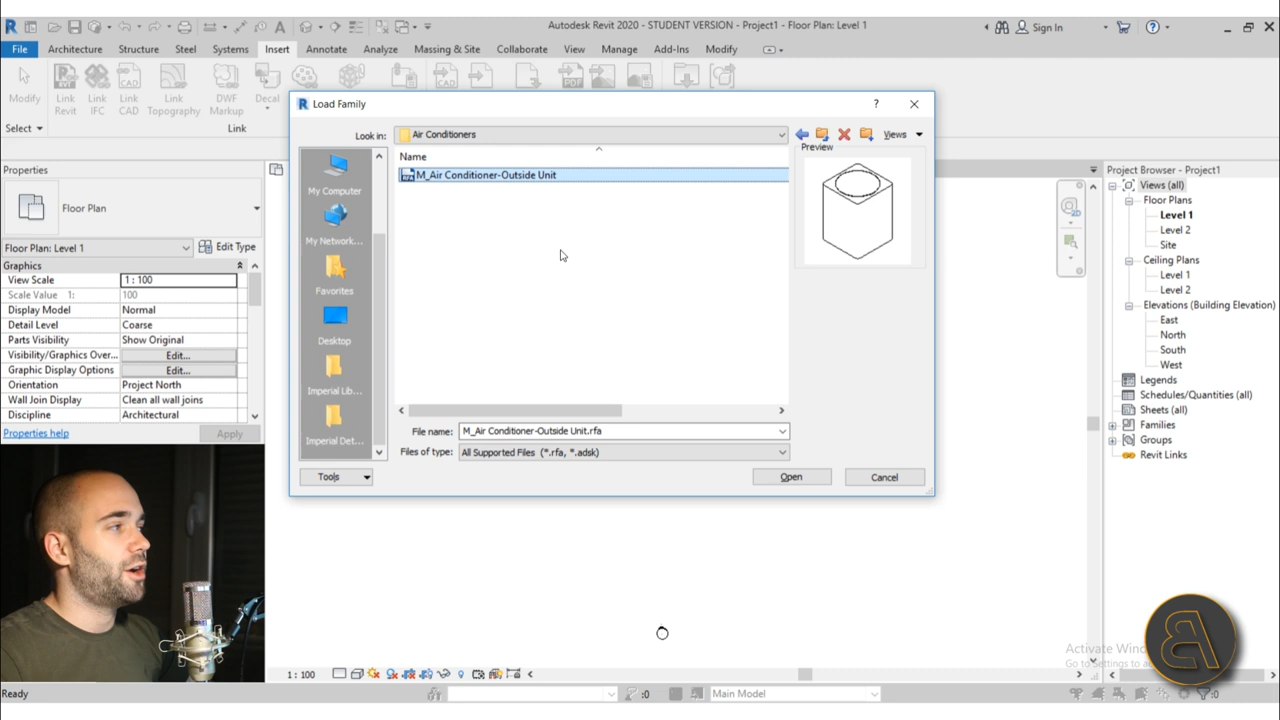 Autodesk Revit 2020 - STUDENT VERSION - Project1 - Floor Plan: Level 1
Sign In
File Architecture Structure Steel Systems Insert Annotate Analyze Massing & Site Collaborate View Manage Add-Ins Modify
Modify
Link Revit
Link IFC
Link CAD
Link Topography
DWF Markup
Decal
Select
Link
Load Family
Look in:
Air Conditioners
Views
Name
M_Air Conditioner-Outside Unit
Preview
My Computer
My Network...
Favorites
Desktop
Imperial Lib...
Imperial Det...
File name:
M_Air Conditioner-Outside Unit.rfa
Files of type:
All Supported Files (*.rfa, *.adsk)
Tools
Open
Cancel
Properties
Floor Plan
Floor Plan: Level 1
Edit Type
Graphics
View Scale 1 : 100
Scale Value 1: 100
Display Model Normal
Detail Level Coarse
Parts Visibility Show Original
Visibility/Graphics Over... Edit...
Graphic Display Options Edit...
Orientation Project North
Wall Join Display Clean all wall joins
Discipline Architectural
Properties help
Apply
Project Browser - Project1
Views (all)
Floor Plans
Level 1
Level 2
Site
Ceiling Plans
Level 1
Level 2
Elevations (Building Elevation)
East
North
South
West
Legends
Schedules/Quantities (all)
Sheets (all)
Families
Groups
Revit Links
2D
1 : 100
Ready
:0
Main Model
:0